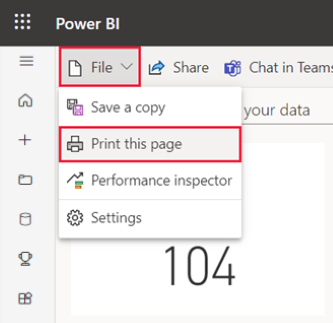 Power BI
File Share Chat in Teams
Save a copy
your data
Print this page
Performance inspector
Settings
104